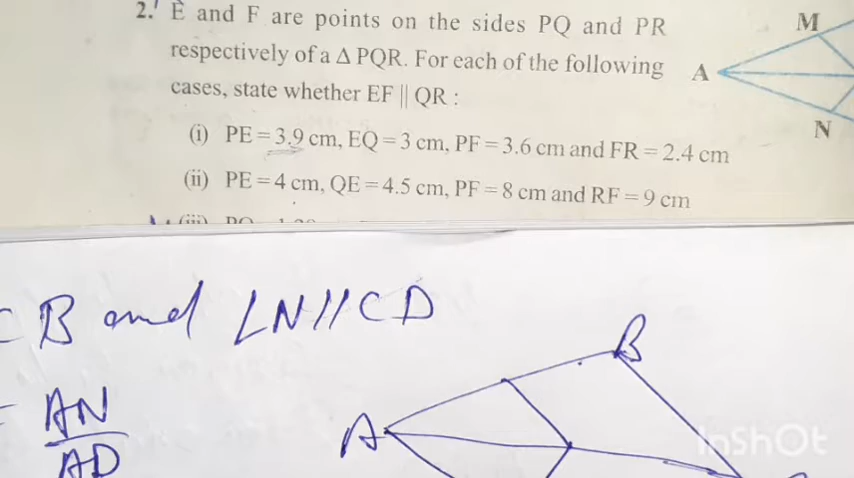 2. E and F are points on the sides PQ and PR
respectively of a Δ PQR. For each of the following
cases, state whether EF || QR :
(i) PE = 3.9 cm, EQ = 3 cm, PF = 3.6 cm and FR = 2.4 cm
(ii) PE = 4 cm, QE = 4.5 cm, PF = 8 cm and RF = 9 cm
(iii)
M
A
N
B and LN//CD
AN
AD
B
A
InShOt